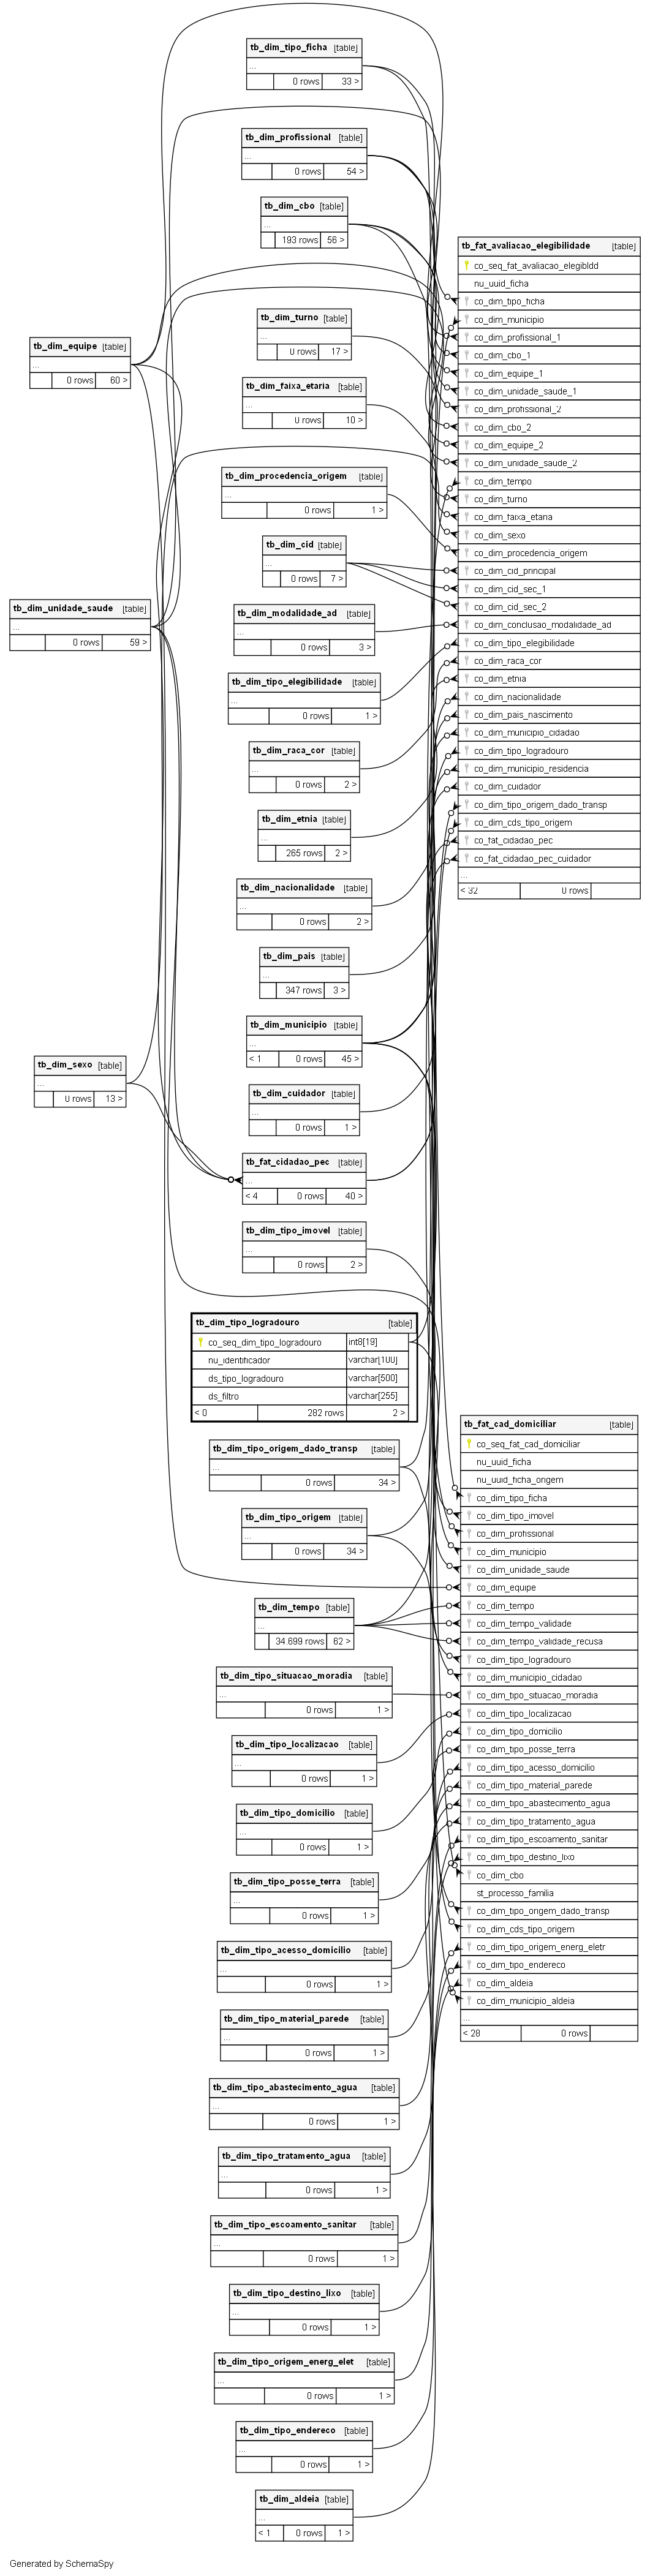 tb_dim_tipo_ficha [table]
...
0 rows 33 >
tb_dim_profissional [table]
...
0 rows 54 >
tb_dim_cbo [table]
...
193 rows 56 >
tb_dim_turno [table]
...
0 rows 17 >
tb_dim_equipe [table]
...
0 rows 60 >
tb_dim_faixa_etaria [table]
...
0 rows 10 >
tb_dim_procedencia_origem [table]
...
0 rows 1 >
tb_dim_cid [table]
...
0 rows 7 >
tb_dim_unidade_saude [table]
...
0 rows 59 >
tb_dim_modalidade_ad [table]
...
0 rows 3 >
tb_dim_tipo_elegibilidade [table]
...
0 rows 1 >
tb_dim_raca_cor [table]
...
0 rows 2 >
tb_dim_etnia [table]
...
265 rows 2 >
tb_dim_nacionalidade [table]
...
0 rows 2 >
tb_dim_pais [table]
...
347 rows 3 >
tb_dim_municipio [table]
...
< 1 0 rows 45 >
tb_dim_sexo [table]
...
0 rows 13 >
tb_dim_cuidador [table]
...
0 rows 1 >
tb_fat_cidadao_pec [table]
...
< 4 0 rows 40 >
tb_dim_tipo_imovel [table]
...
0 rows 2 >
tb_fat_avaliacao_elegibilidade [table]
co_seq_fat_avaliacao_elegibldd
nu_uuid_ficha
co_dim_tipo_ficha
co_dim_municipio
co_dim_profissional_1
co_dim_cbo_1
co_dim_equipe_1
co_dim_unidade_saude_1
co_dim_profissional_2
co_dim_cbo_2
co_dim_equipe_2
co_dim_unidade_saude_2
co_dim_tempo
co_dim_turno
co_dim_faixa_etaria
co_dim_sexo
co_dim_procedencia_origem
co_dim_cid_principal
co_dim_cid_sec_1
co_dim_cid_sec_2
co_dim_conclusao_modalidade_ad
co_dim_tipo_elegibilidade
co_dim_raca_cor
co_dim_etnia
co_dim_nacionalidade
co_dim_pais_nascimento
co_dim_municipio_cidadao
co_dim_tipo_logradouro
co_dim_municipio_residencia
co_dim_cuidador
co_dim_tipo_origem_dado_transp
co_dim_cds_tipo_origem
co_fat_cidadao_pec
co_fat_cidadao_pec_cuidador
...
< 32 0 rows
tb_dim_tipo_logradouro [table]
co_seq_dim_tipo_logradouro int8[19]
nu_identificador varchar[100]
ds_tipo_logradouro varchar[500]
ds_filtro varchar[255]
< 0 282 rows 2 >
tb_dim_tipo_origem_dado_transp [table]
...
0 rows 34 >
tb_dim_tipo_origem [table]
...
0 rows 34 >
tb_dim_tempo [table]
...
34.699 rows 62 >
tb_dim_tipo_situacao_moradia [table]
...
0 rows 1 >
tb_dim_tipo_localizacao [table]
...
0 rows 1 >
tb_dim_tipo_domicilio [table]
...
0 rows 1 >
tb_dim_tipo_posse_terra [table]
...
0 rows 1 >
tb_dim_tipo_acesso_domicilio [table]
...
0 rows 1 >
tb_dim_tipo_material_parede [table]
...
0 rows 1 >
tb_dim_tipo_abastecimento_agua [table]
...
0 rows 1 >
tb_dim_tipo_tratamento_agua [table]
...
0 rows 1 >
tb_dim_tipo_escoamento_sanitar [table]
...
0 rows 1 >
tb_dim_tipo_destino_lixo [table]
...
0 rows 1 >
tb_dim_tipo_origem_energ_elet [table]
...
0 rows 1 >
tb_dim_tipo_endereco [table]
...
0 rows 1 >
tb_dim_aldeia [table]
...
< 1 0 rows 1 >
tb_fat_cad_domiciliar [table]
co_seq_fat_cad_domiciliar
nu_uuid_ficha
nu_uuid_ficha_origem
co_dim_tipo_ficha
co_dim_tipo_imovel
co_dim_profissional
co_dim_municipio
co_dim_unidade_saude
co_dim_equipe
co_dim_tempo
co_dim_tempo_validade
co_dim_tempo_validade_recusa
co_dim_tipo_logradouro
co_dim_municipio_cidadao
co_dim_tipo_situacao_moradia
co_dim_tipo_localizacao
co_dim_tipo_domicilio
co_dim_tipo_posse_terra
co_dim_tipo_acesso_domicilio
co_dim_tipo_material_parede
co_dim_tipo_abastecimento_agua
co_dim_tipo_tratamento_agua
co_dim_tipo_escoamento_sanitar
co_dim_tipo_destino_lixo
co_dim_cbo
st_processo_familia
co_dim_tipo_origem_dado_transp
co_dim_cds_tipo_origem
co_dim_tipo_origem_energ_eletr
co_dim_tipo_endereco
co_dim_aldeia
co_dim_municipio_aldeia
...
< 28 0 rows
Generated by SchemaSpy